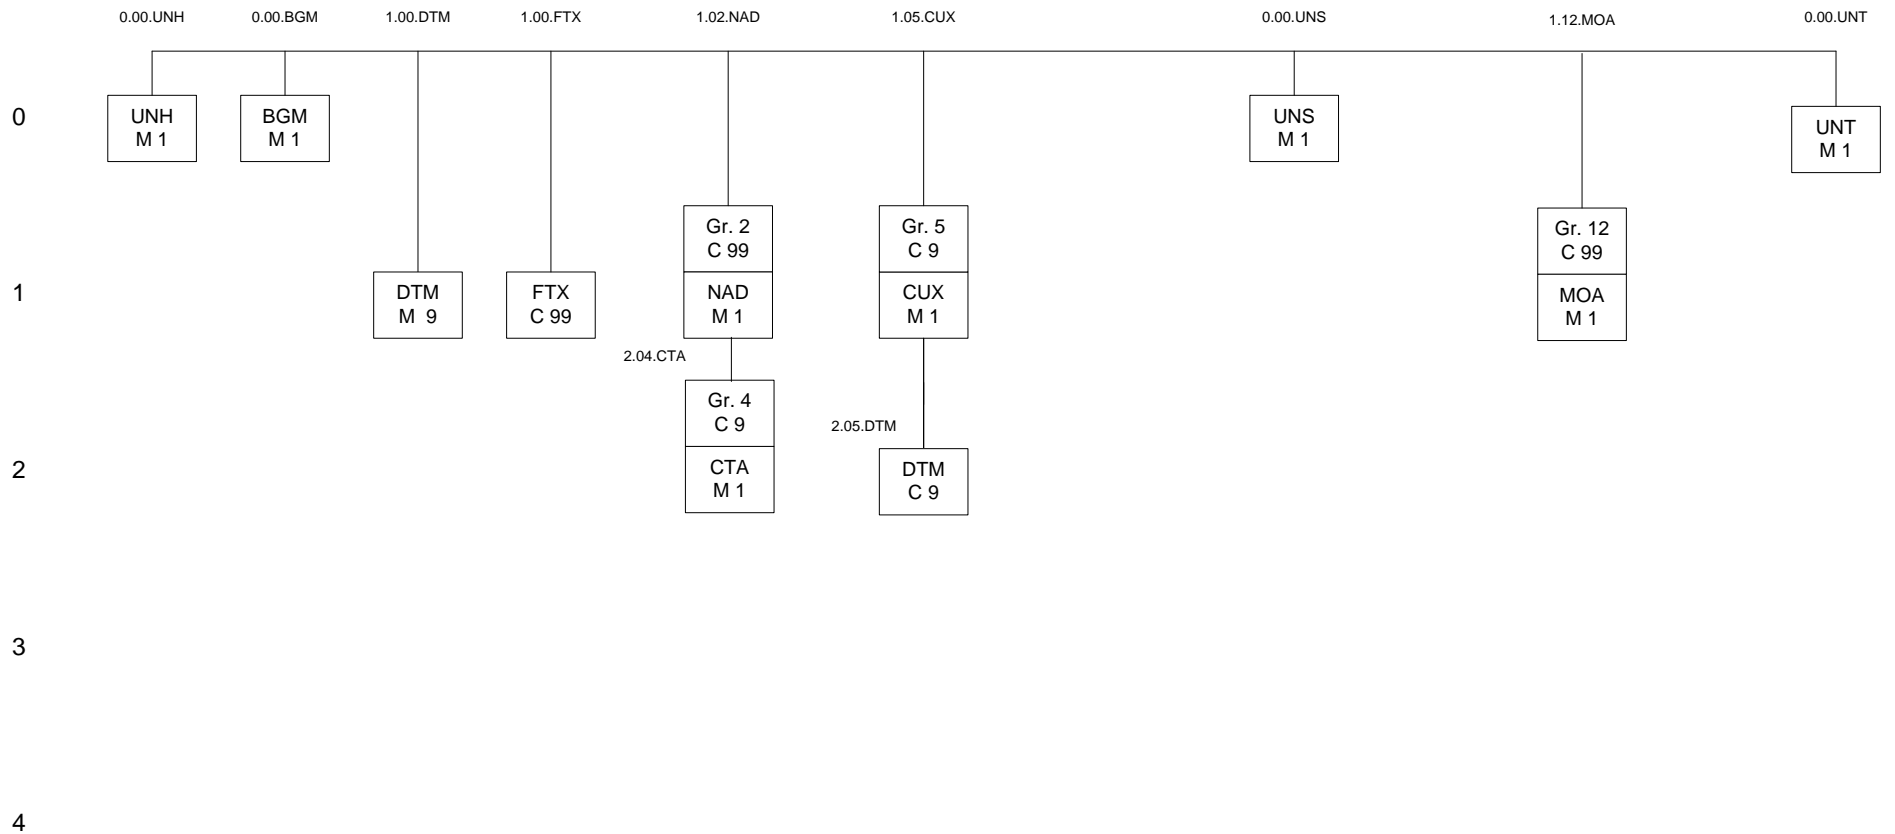 0.00.UNH 0.00.BGM 1.00.DTM 1.00.FTX 1.02.NAD 1.05.CUX 0.00.UNS 1.12.MOA 0.00.UNT
0
UNH
M 1
BGM
M 1
UNS
M 1
UNT
M 1
Gr. 2
C 99
Gr. 5
C 9
Gr. 12
C 99
1
DTM
M 9
FTX
C 99
NAD
M 1
CUX
M 1
MOA
M 1
2.04.CTA
Gr. 4
C 9
2.05.DTM
2
CTA
M 1
DTM
C 9
3
4